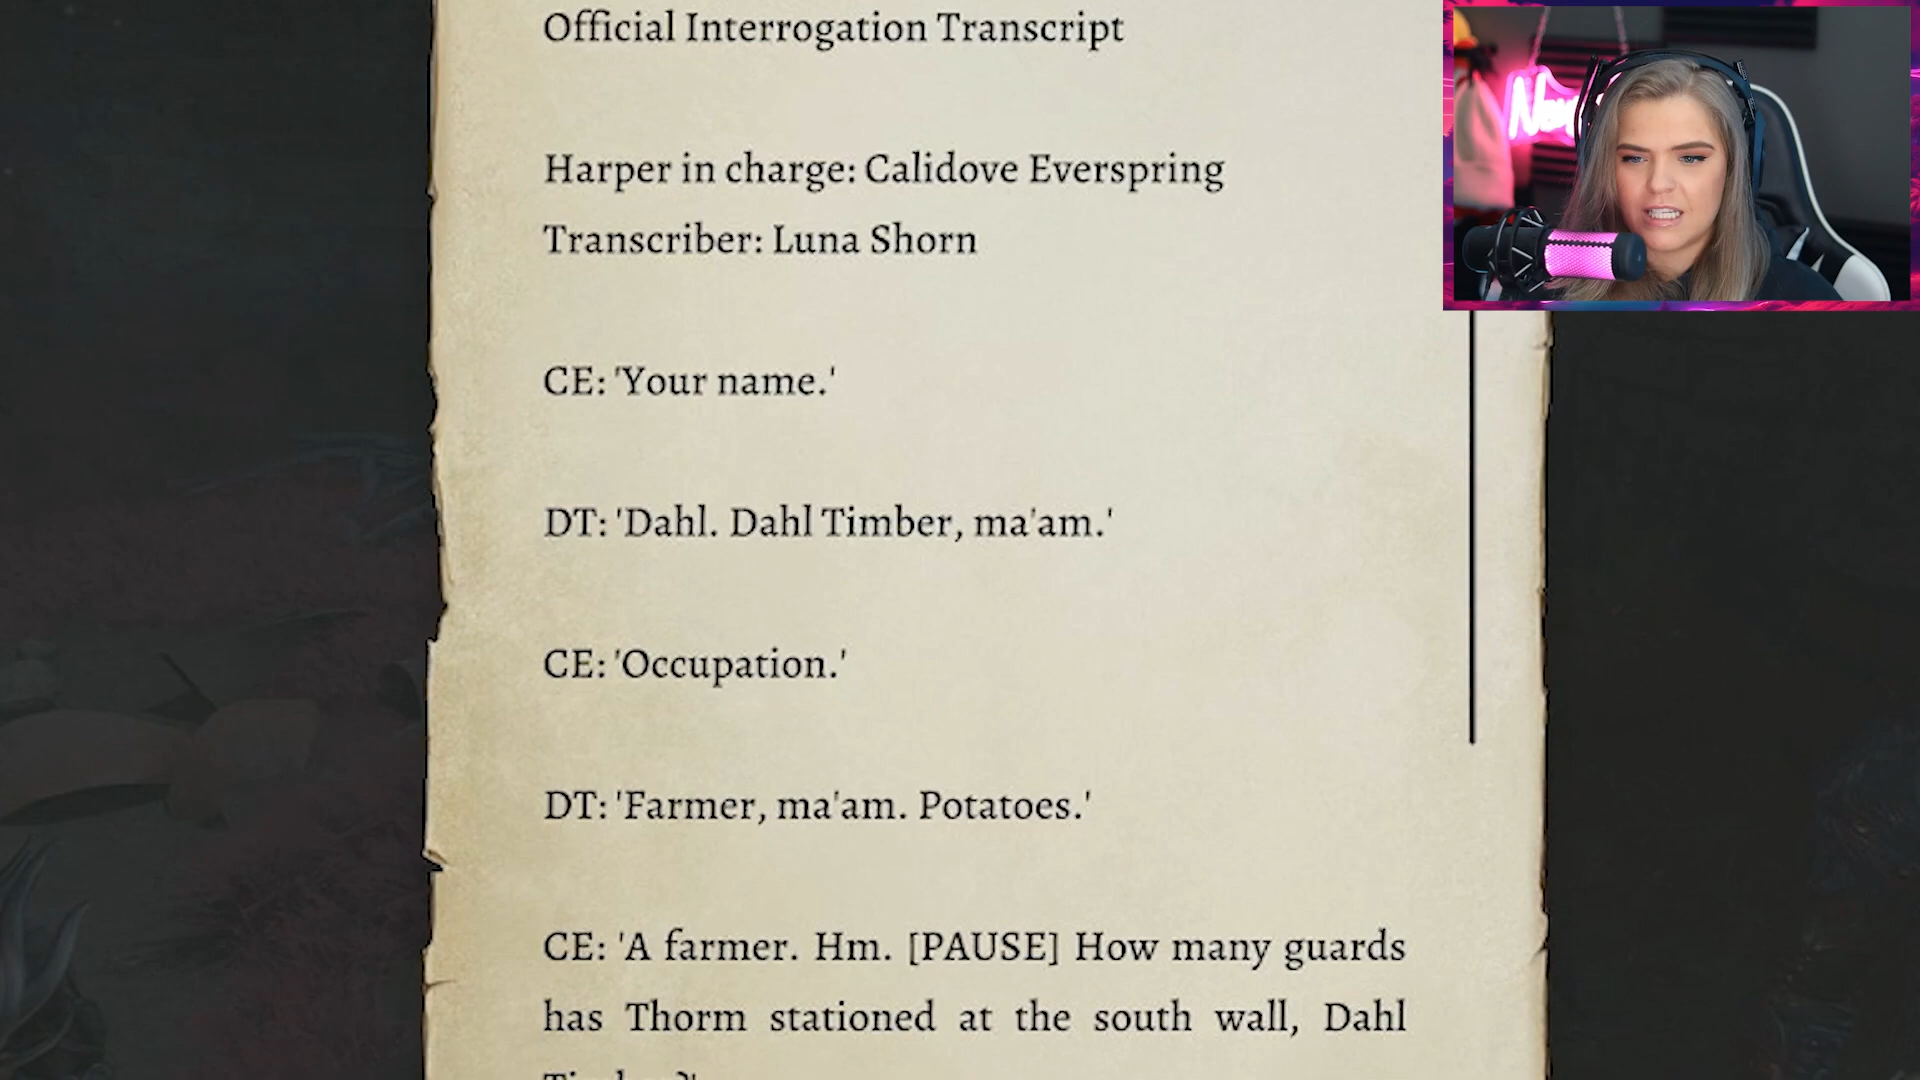 Official Interrogation Transcript
Harper in charge: Calidove Everspring
Transcriber: Luna Shorn
CE: 'Your name.'
DT: 'Dahl. Dahl Timber, ma'am.'
CE: 'Occupation.'
DT: 'Farmer, ma'am. Potatoes.'
CE: 'A farmer. Hm. [PAUSE] How many guards
has Thorm stationed at the south wall, Dahl